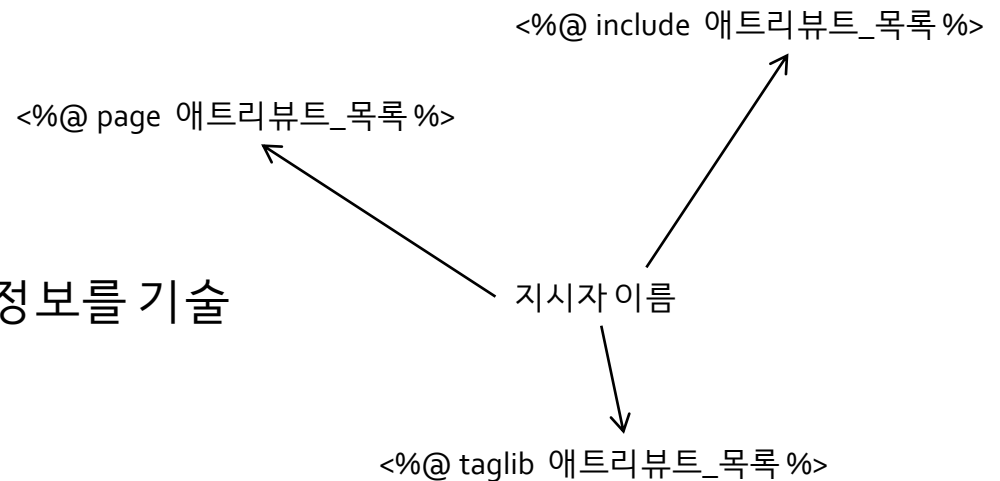 <%@ include 애트리뷰트_목록 %>
<%@ page 애트리뷰트_목록 %>
정보를 기술
지시자 이름
<%@ taglib 애트리뷰트_목록 %>